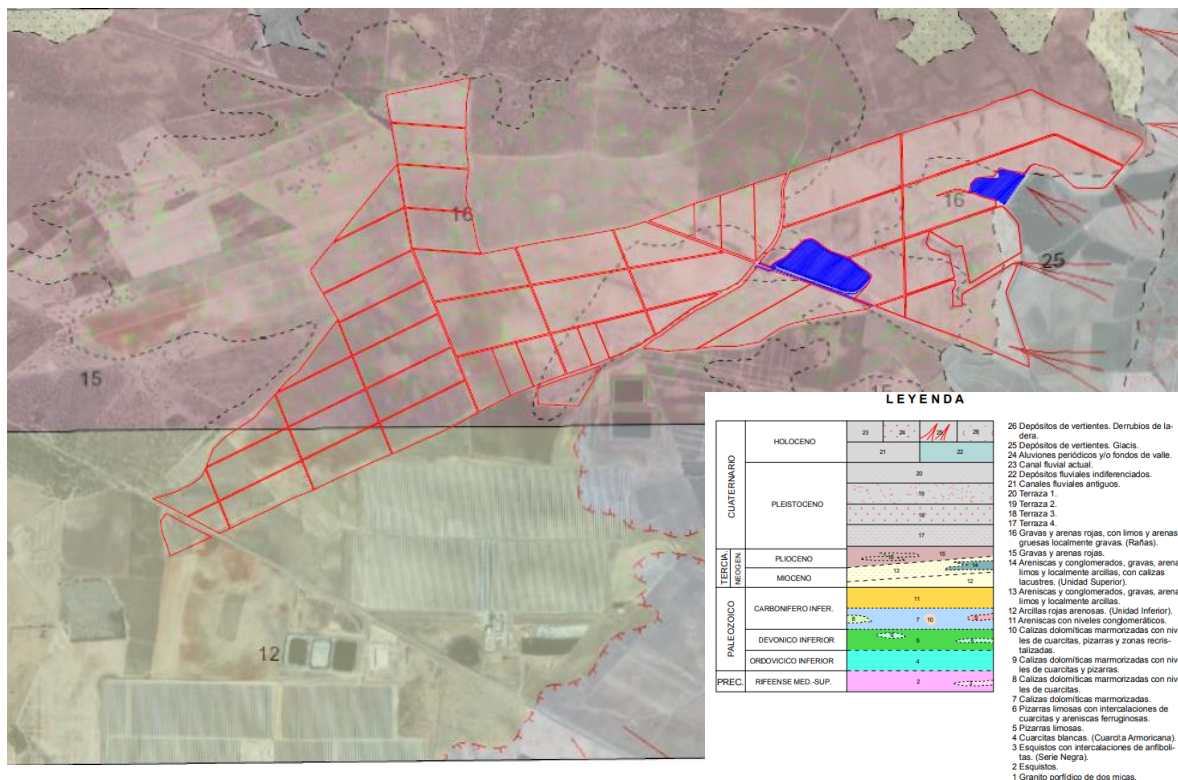 16
16
25
15
15
12
LEYENDA
CUATERNARIO
HOLOCENO
23
24
25
26
21
22
PLEISTOCENO
20
19
18
17
TERCIA.
NEOGEN.
PLIOCENO
15
16
MIOCENO
13
14
12
PALEOZOICO
CARBONIFERO INFER.
11
7
10
DEVONICO INFERIOR
5
ORDOVICICO INFERIOR
4
PREC.
RIFEENSE MED.-SUP.
2
26 Depósitos de vertientes. Derrubios de la-
dera.
25 Depósitos de vertientes. Glacis.
24 Aluviones periódicos y/o fondos de valle.
23 Canal fluvial actual.
22 Depósitos fluviales indiferenciados.
21 Canales fluviales antiguos.
20 Terraza 1.
19 Terraza 2.
18 Terraza 3.
17 Terraza 4.
16 Gravas y arenas rojas, con limos y arenas
gruesas localmente gravas. (Rañas).
15 Gravas y arenas rojas.
14 Areniscas y conglomerados, gravas, arena
limos y localmente arcillas, con calizas
lacustres. (Unidad Superior).
13 Areniscas y conglomerados, gravas, arena
limos y localmente arcillas.
12 Arcillas rojas arenosas. (Unidad Inferior).
11 Areniscas con niveles conglomeráticos.
10 Calizas dolomíticas marmorizadas con niv
les de cuarcitas, pizarras y zonas recris-
talizadas.
9 Calizas dolomíticas marmorizadas con niv
les de cuarcitas y pizarras.
8 Calizas dolomíticas marmorizadas con niv
les de cuarcitas.
7 Calizas dolomíticas marmorizadas.
6 Pizarras limosas con intercalaciones de
cuarcitas y areniscas ferruginosas.
5 Pizarras limosas.
4 Cuarcitas blancas. (Cuarcita Armoricana).
3 Esquistos con intercalaciones de anfiboli-
tas. (Serie Negra).
2 Esquistos.
1 Granito porfídico de dos micas.